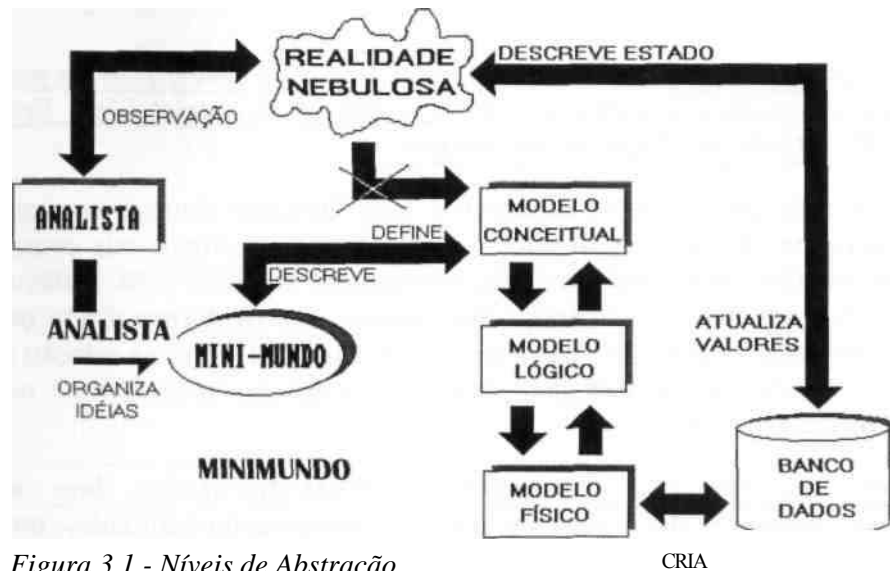 REALIDADE
NEBULOSA
DESCREVE ESTADO
OBSERVAÇÃO
ANALISTA
MODELO
CONCEITUAL
DEFINE
DESCREVE
ANALISTA
MINI-MUNDO
ORGANIZA
IDÉIAS
MODELO
LÓGICO
ATUALIZA
VALORES
MINIMUNDO
MODELO
FÍSICO
BANCO
DE
DADOS
Figura 3.1 - Níveis de Abstração
CRIA